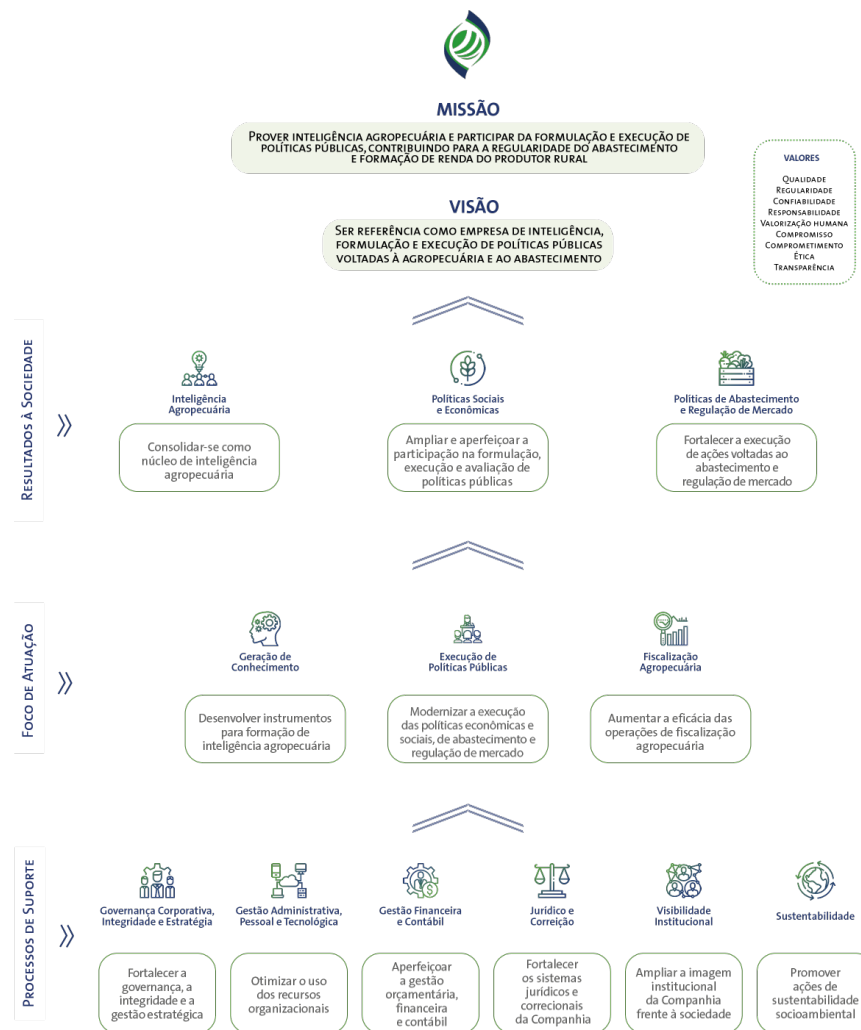 MISSÃO
PROVER INTELIGÊNCIA AGROPECUÁRIA E PARTICIPAR DA FORMULAÇÃO E EXECUÇÃO DE
POLÍTICAS PÚBLICAS, CONTRIBUINDO PARA A REGULARIDADE DO ABASTECIMENTO
E FORMAÇÃO DE RENDA DO PRODUTOR RURAL
VALORES
QUALIDADE
REGULARIDADE
CONFIABILIDADE
RESPONSABILIDADE
VALORIZAÇÃO HUMANA
COMPROMISSO
COMPROMETIMENTO
ÉTICA
TRANSPARÊNCIA
VISÃO
SER REFERÊNCIA COMO EMPRESA DE INTELIGÊNCIA,
FORMULAÇÃO E EXECUÇÃO DE POLÍTICAS PÚBLICAS
VOLTADAS À AGROPECUÁRIA E AO ABASTECIMENTO
RESULTADOS À SOCIEDADE
Inteligência
Agropecuária
Consolidar-se como
núcleo de inteligência
agropecuária
Políticas Sociais
e Econômicas
Ampliar e aperfeiçoar a
participação na formulação,
execução e avaliação de
políticas públicas
Políticas de Abastecimento
e Regulação de Mercado
Fortalecer a execução
de ações voltadas ao
abastecimento e
regulação de mercado
FOCO DE ATUAÇÃO
Geração de
Conhecimento
Desenvolver instrumentos
para formação de
inteligência agropecuária
Execução de
Políticas Públicas
Modernizar a execução
das políticas econômicas e
sociais, de abastecimento e
regulação de mercado
Fiscalização
Agropecuária
Aumentar a eficácia das
operações de fiscalização
agropecuária
PROCESSOS DE SUPORTE
Governança Corporativa,
Integridade e Estratégia
Fortalecer a
governança, a
integridade e a
gestão estratégica
Gestão Administrativa,
Pessoal e Tecnológica
Otimizar o uso
dos recursos
organizacionais
Gestão Financeira
e Contábil
Aperfeiçoar
a gestão
orçamentária,
financeira
e contábil
Jurídico e
Correição
Fortalecer
os sistemas
jurídicos e
correcionais
da Companhia
Visibilidade
Institucional
Ampliar a imagem
institucional
da Companhia
frente à sociedade
Sustentabilidade
Promover
ações de
sustentabilidade
socioambiental